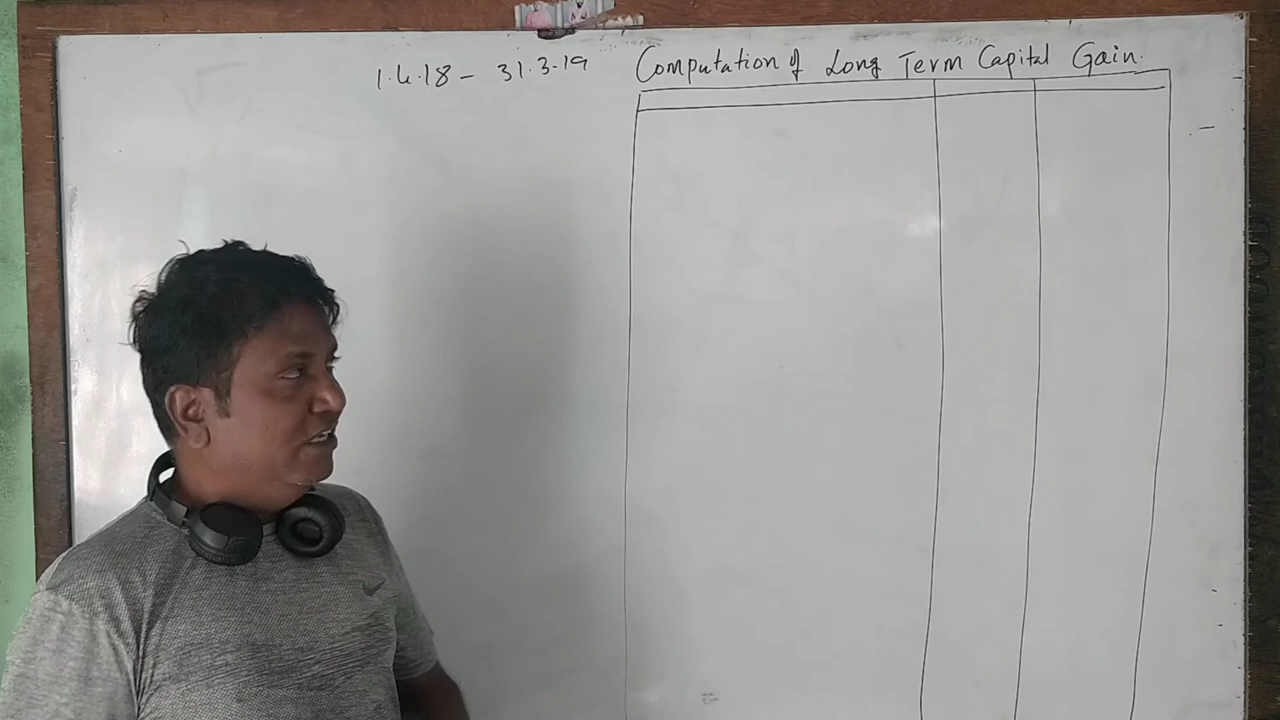 1.4.18 - 31.3.19
Computation of Long Term Capital Gain.